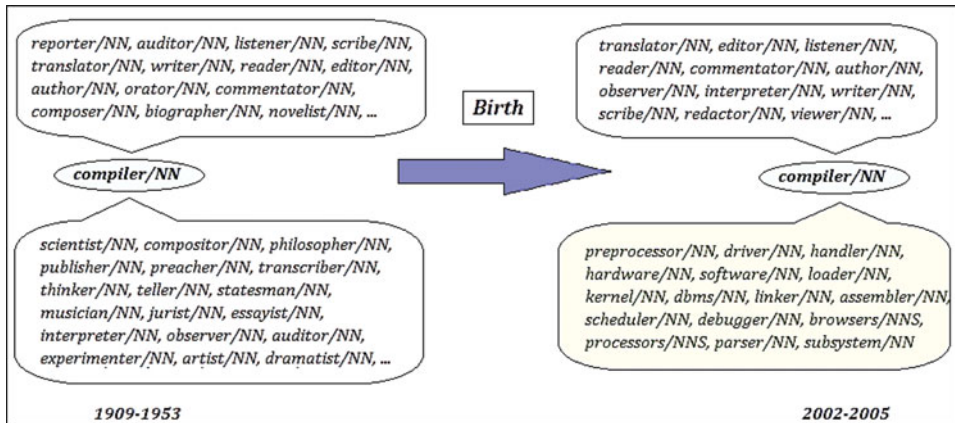 reporter/NN, auditor/NN, listener/NN, scribe/NN,
translator/NN, writer/NN, reader/NN, editor/NN,
author/NN, orator/NN, commentator/NN,
composer/NN, biographer/NN, novelist/NN, ...
compiler/NN
scientist/NN, compositor/NN, philosopher/NN,
publisher/NN, preacher/NN, transcriber/NN,
thinker/NN, teller/NN, statesman/NN,
musician/NN, jurist/NN, essayist/NN,
interpreter/NN, observer/NN, auditor/NN,
experimenter/NN, artist/NN, dramatist/NN, ...
1909-1953
Birth
translator/NN, editor/NN, listener/NN,
reader/NN, commentator/NN, author/NN,
observer/NN, interpreter/NN, writer/NN,
scribe/NN, redactor/NN, viewer/NN, ...
compiler/NN
preprocessor/NN, driver/NN, handler/NN,
hardware/NN, software/NN, loader/NN,
kernel/NN, dbms/NN, linker/NN, assembler/NN,
scheduler/NN, debugger/NN, browsers/NNS,
processors/NNS, parser/NN, subsystem/NN
2002-2005